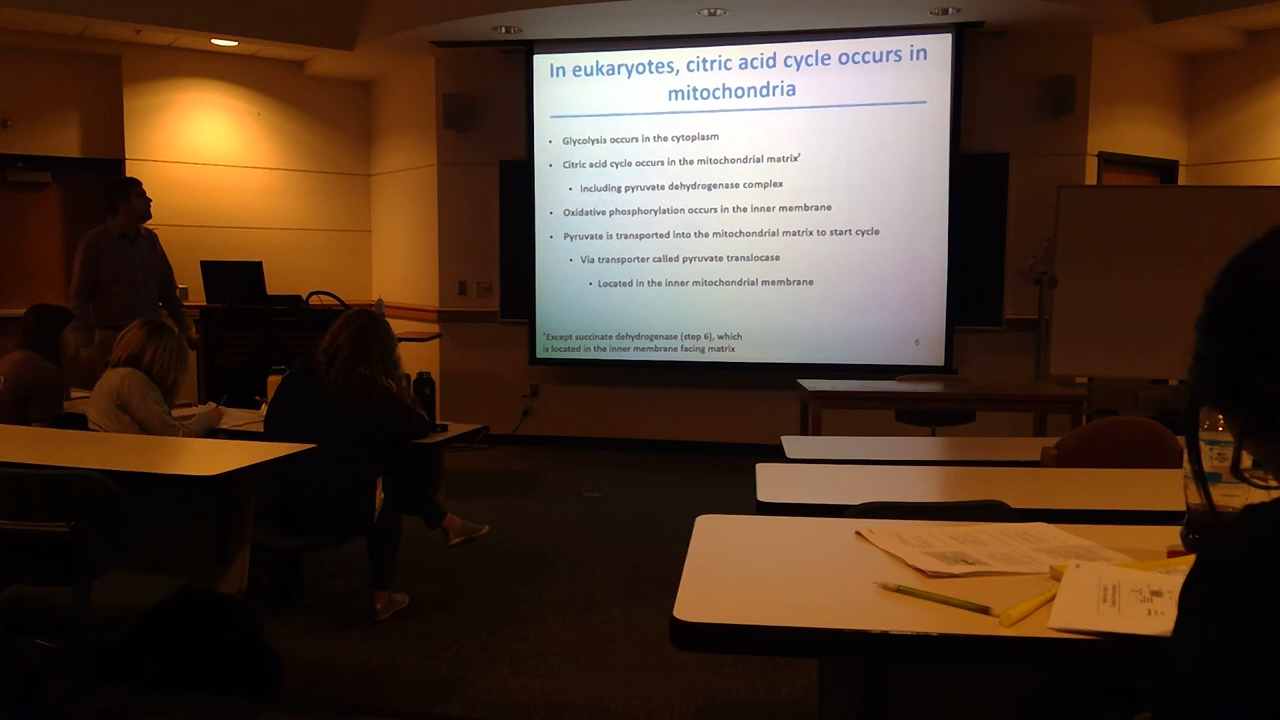 In eukaryotes, citric acid cycle occurs in
mitochondria
• Glycolysis occurs in the cytoplasm
• Citric acid cycle occurs in the mitochondrial matrix†
• Including pyruvate dehydrogenase complex
• Oxidative phosphorylation occurs in the inner membrane
• Pyruvate is transported into the mitochondrial matrix to start cycle
• Via transporter called pyruvate translocase
• Located in the inner mitochondrial membrane
†Except succinate dehydrogenase (step 6), which
is located in the inner membrane facing matrix
6